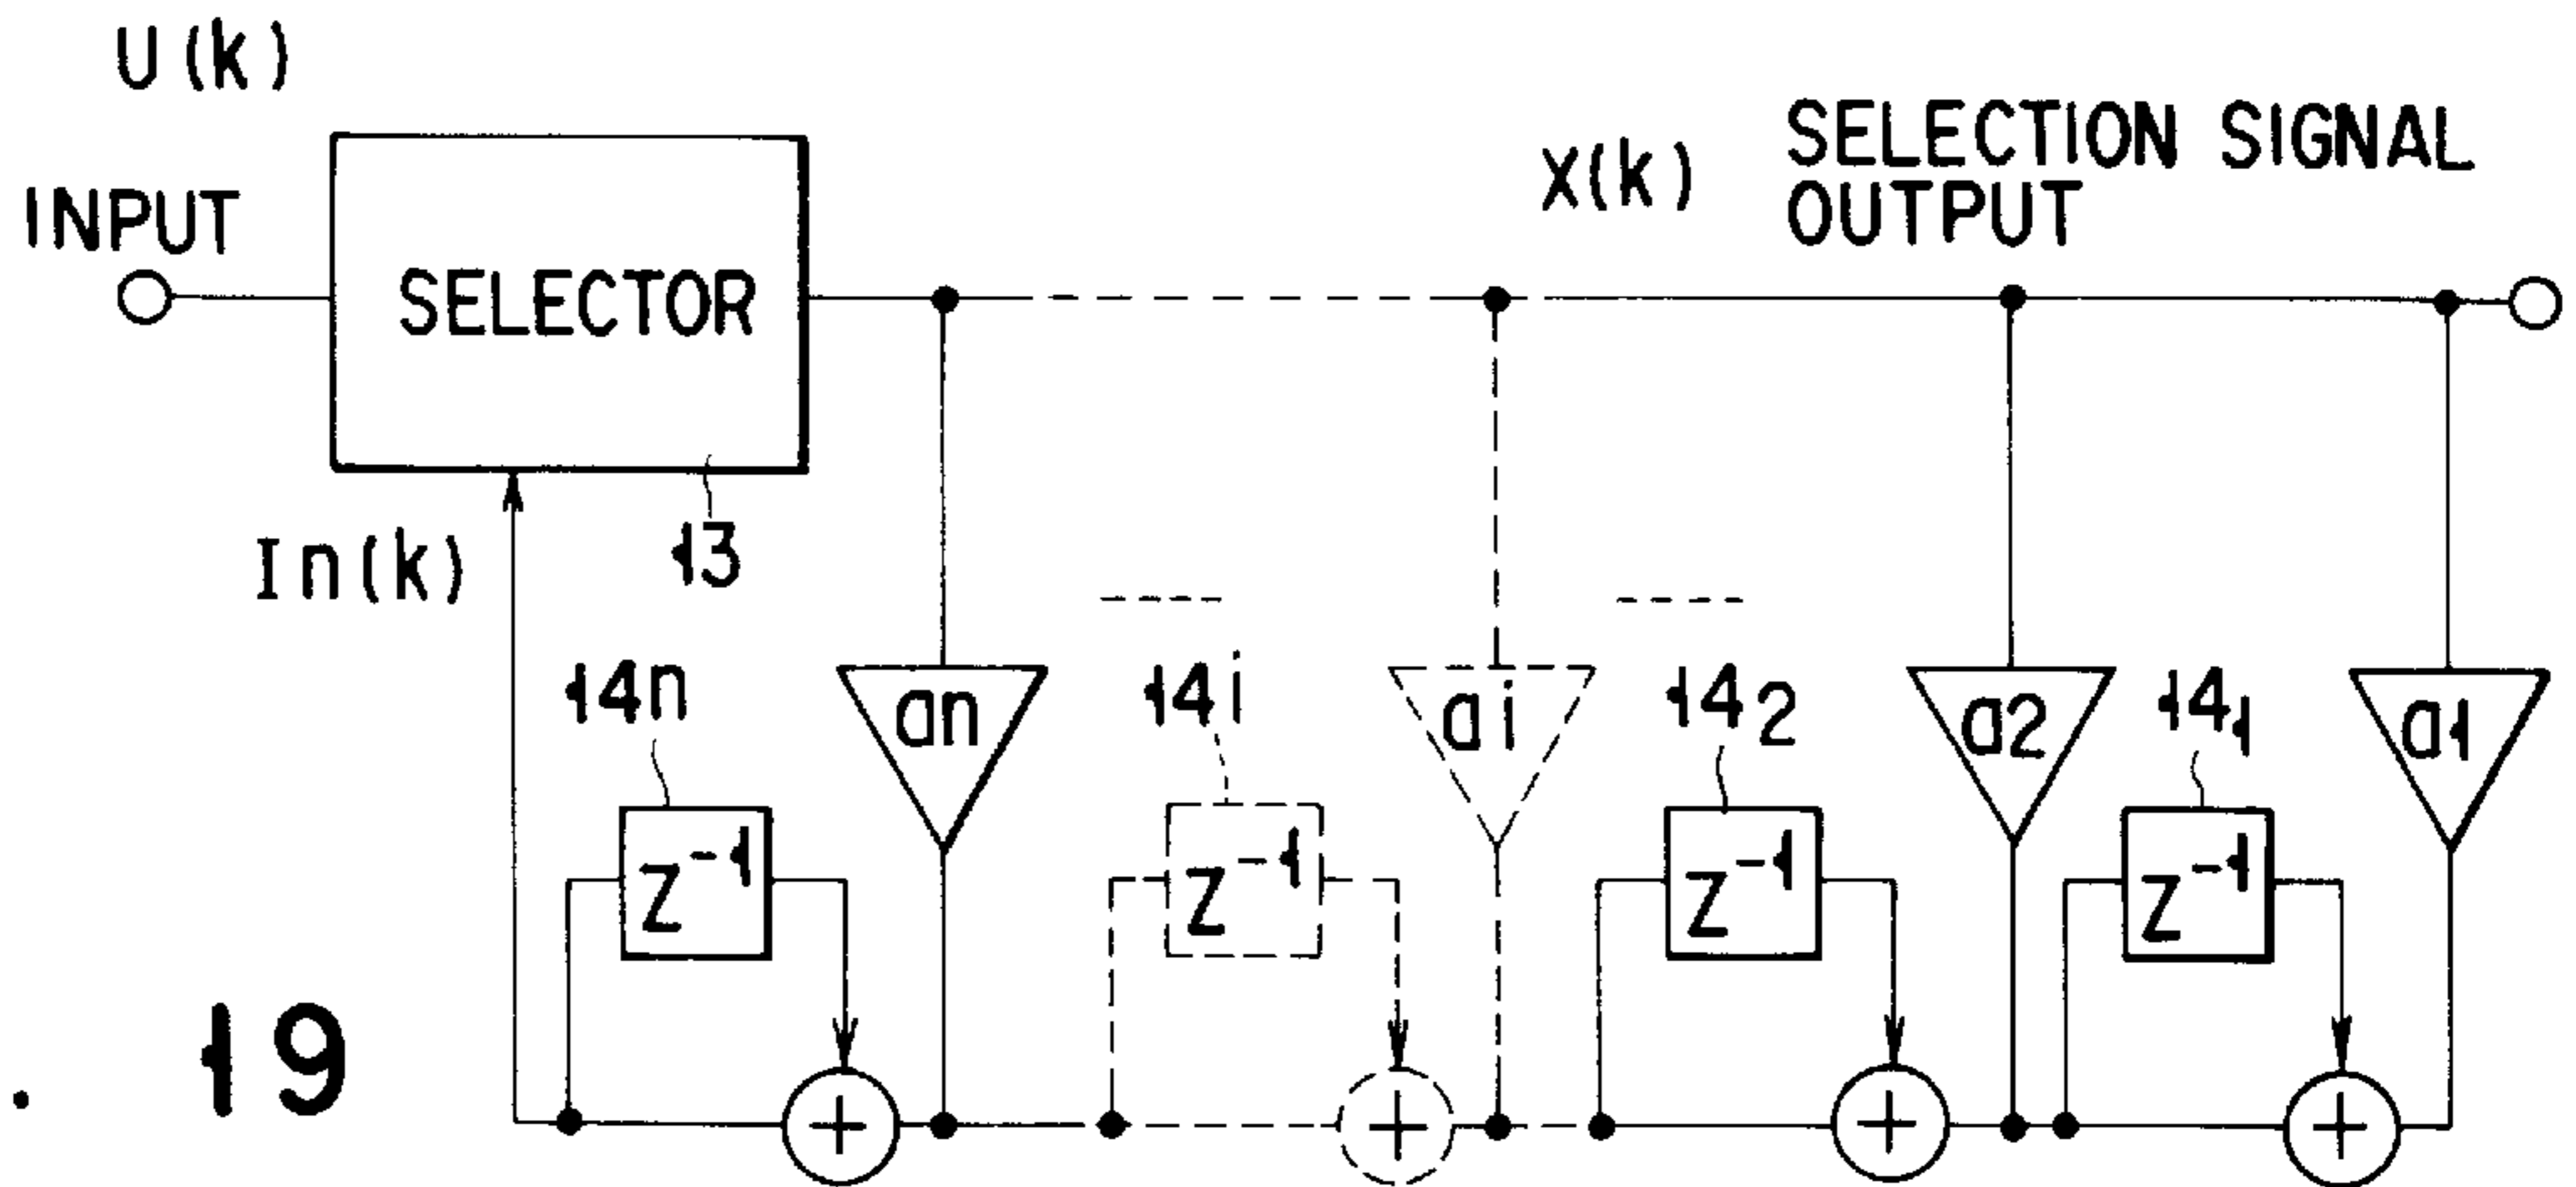 U(k)
INPUT
SELECTOR
X(k)
SELECTION SIGNAL
OUTPUT
In(k)
13
14n
an
14i
ai
14₂
a2
14₁
a1
z⁻¹
z⁻¹
z⁻¹
z⁻¹
+
+
+
+
. 19